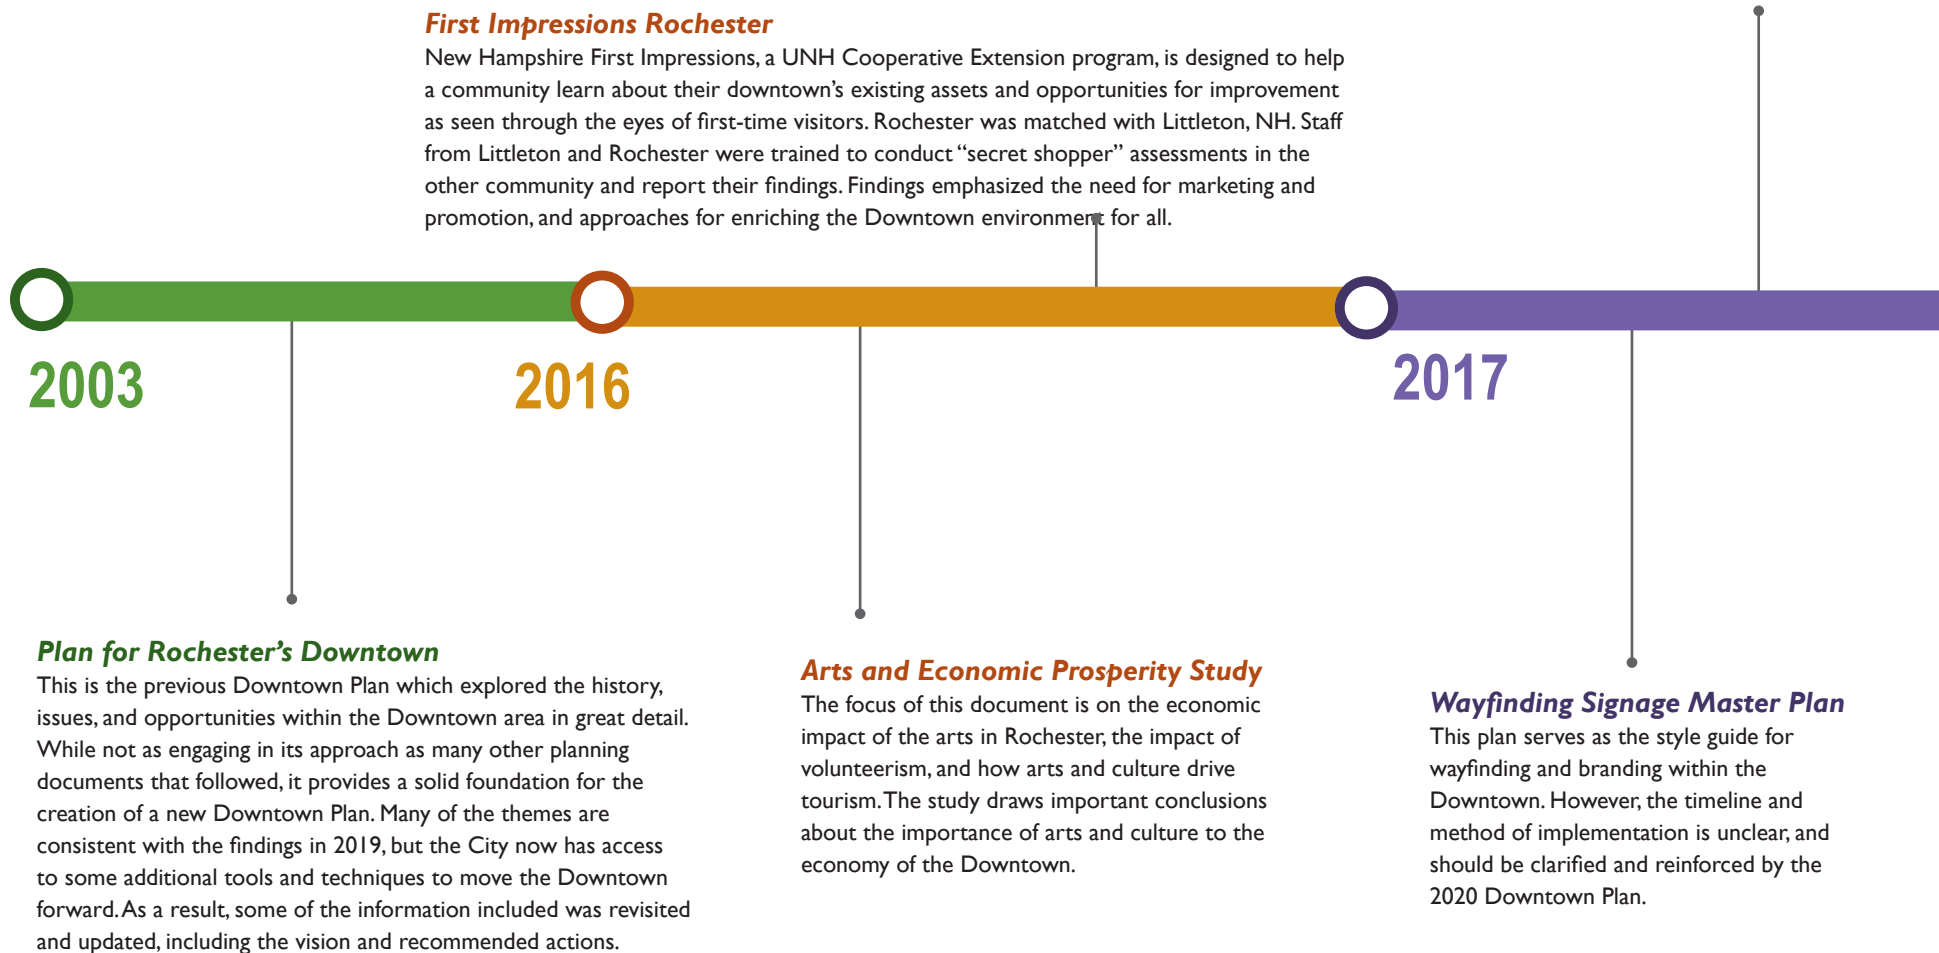 First Impressions Rochester
New Hampshire First Impressions, a UNH Cooperative Extension program, is designed to help
a community learn about their downtown’s existing assets and opportunities for improvement
as seen through the eyes of first-time visitors. Rochester was matched with Littleton, NH. Staff
from Littleton and Rochester were trained to conduct “secret shopper” assessments in the
other community and report their findings. Findings emphasized the need for marketing and
promotion, and approaches for enriching the Downtown environment for all.
2003
2016
2017
Plan for Rochester’s Downtown
This is the previous Downtown Plan which explored the history,
issues, and opportunities within the Downtown area in great detail.
While not as engaging in its approach as many other planning
documents that followed, it provides a solid foundation for the
creation of a new Downtown Plan. Many of the themes are
consistent with the findings in 2019, but the City now has access
to some additional tools and techniques to move the Downtown
forward. As a result, some of the information included was revisited
and updated, including the vision and recommended actions.
Arts and Economic Prosperity Study
The focus of this document is on the economic
impact of the arts in Rochester, the impact of
volunteerism, and how arts and culture drive
tourism. The study draws important conclusions
about the importance of arts and culture to the
economy of the Downtown.
Wayfinding Signage Master Plan
This plan serves as the style guide for
wayfinding and branding within the
Downtown. However, the timeline and
method of implementation is unclear, and
should be clarified and reinforced by the
2020 Downtown Plan.